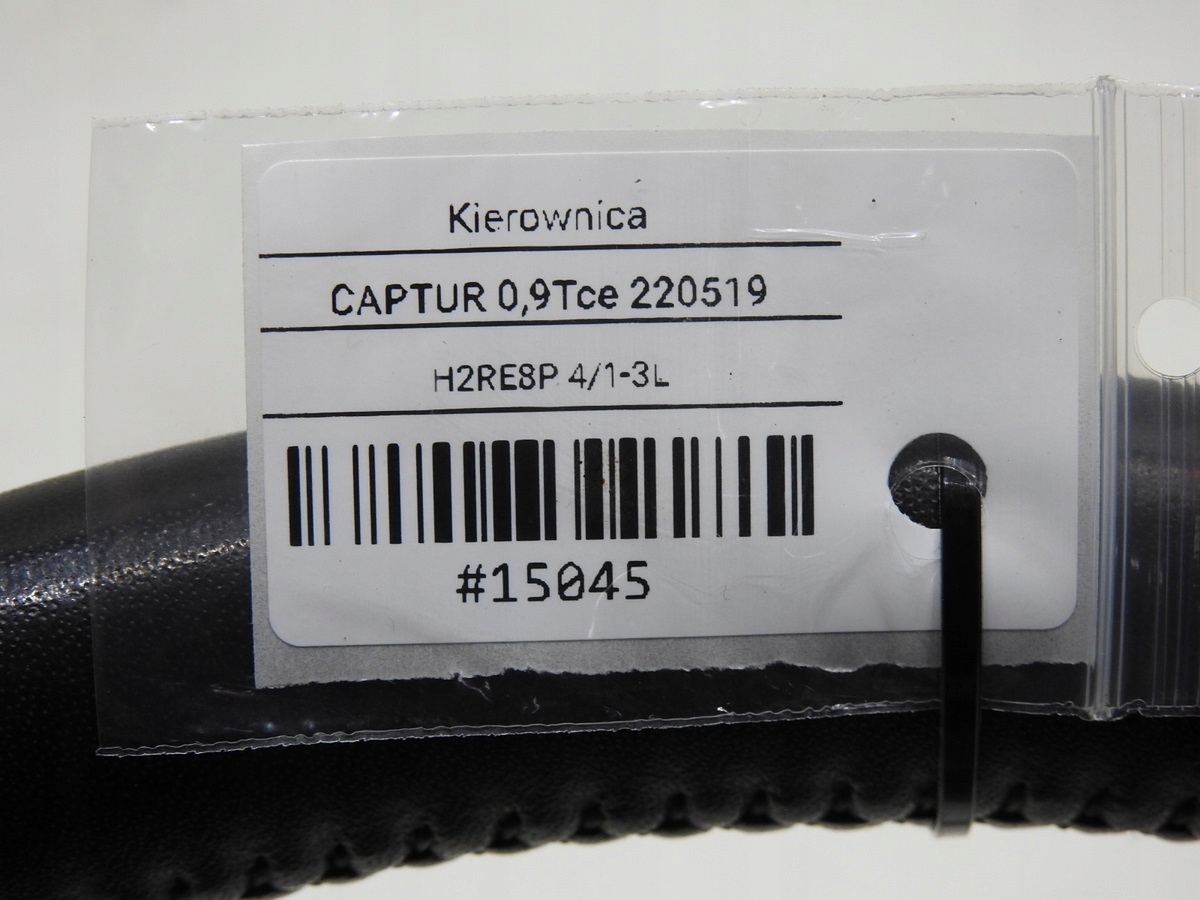 Kierownica
CAPTUR 0,9Tce 220519
H2RE8P 4/1-3L
#15045